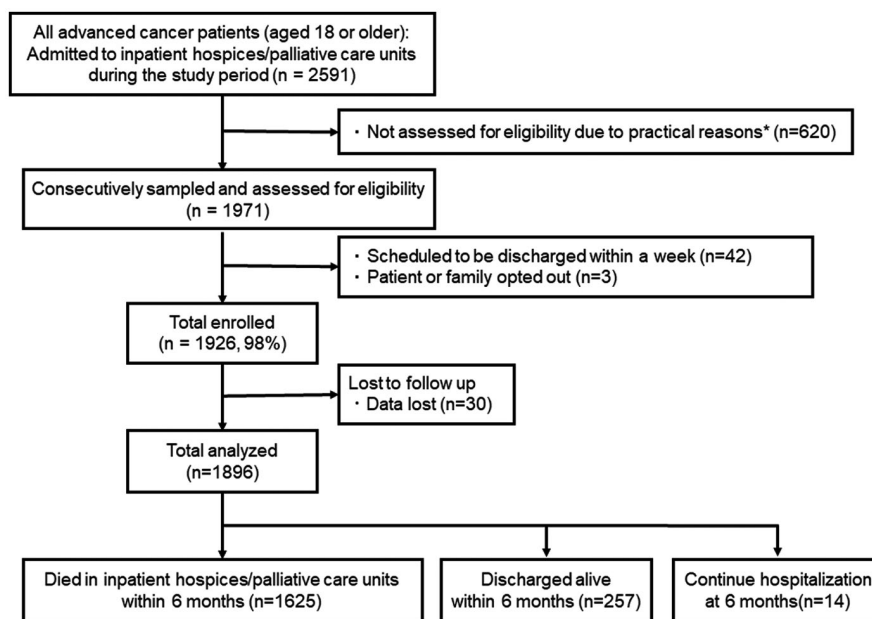 All advanced cancer patients (aged 18 or older):
Admitted to inpatient hospices/palliative care units
during the study period (n = 2591)
・Not assessed for eligibility due to practical reasons* (n=620)
Consecutively sampled and assessed for eligibility
(n = 1971)
・Scheduled to be discharged within a week (n=42)
・Patient or family opted out (n=3)
Total enrolled
(n = 1926, 98%)
Lost to follow up
・Data lost (n=30)
Total analyzed
(n=1896)
Died in inpatient hospices/palliative care units
within 6 months (n=1625)
Discharged alive
within 6 months (n=257)
Continue hospitalization
at 6 months(n=14)